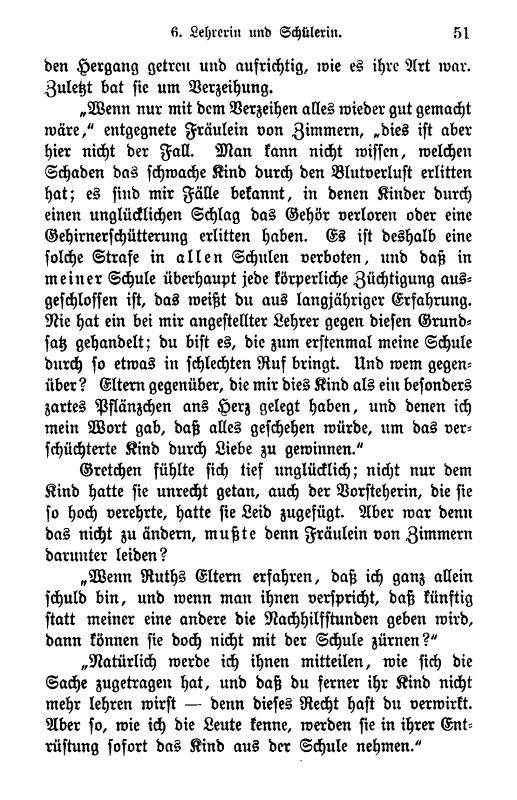 6. Lehrerin und Schülerin. 51
den Hergang getreu und aufrichtig, wie es ihre Art war.
Zuletzt bat sie um Verzeihung.
„Wenn nur mit dem Verzeihen alles wieder gut gemacht
wäre,“ entgegnete Fräulein von Zimmern, „dies ist aber
hier nicht der Fall. Man kann nicht wissen, welchen
Schaden das schwache Kind durch den Blutverlust erlitten
hat; es sind mir Fälle bekannt, in denen Kinder durch
einen unglücklichen Schlag das Gehör verloren oder eine
Gehirnerschütterung erlitten haben. Es ist deshalb eine
solche Strafe in allen Schulen verboten, und daß in
meiner Schule überhaupt jede körperliche Züchtigung aus-
geschlossen ist, das weißt du aus langjähriger Erfahrung.
Nie hat ein bei mir angestellter Lehrer gegen diesen Grund-
satz gehandelt; du bist es, die zum erstenmal meine Schule
durch so etwas in schlechten Ruf bringt. Und wem gegen-
über? Eltern gegenüber, die mir dies Kind als ein besonders
zartes Pflänzchen ans Herz gelegt haben, und denen ich
mein Wort gab, daß alles geschehen würde, um das ver-
schüchterte Kind durch Liebe zu gewinnen.“
Gretchen fühlte sich tief unglücklich; nicht nur dem
Kind hatte sie unrecht getan, auch der Vorsteherin, die sie
so hoch verehrte, hatte sie Leid zugefügt. Aber war denn
das nicht zu ändern, mußte denn Fräulein von Zimmern
darunter leiden?
„Wenn Ruths Eltern erfahren, daß ich ganz allein
schuld bin, und wenn man ihnen verspricht, daß künftig
statt meiner eine andere die Nachhilfstunden geben wird,
dann können sie doch nicht mit der Schule zürnen?“
„Natürlich werde ich ihnen mitteilen, wie sich die
Sache zugetragen hat, und daß du ferner ihr Kind nicht
mehr lehren wirst — denn dieses Recht hast du verwirkt.
Aber so, wie ich die Leute kenne, werden sie in ihrer Ent-
rüstung sofort das Kind aus der Schule nehmen.“